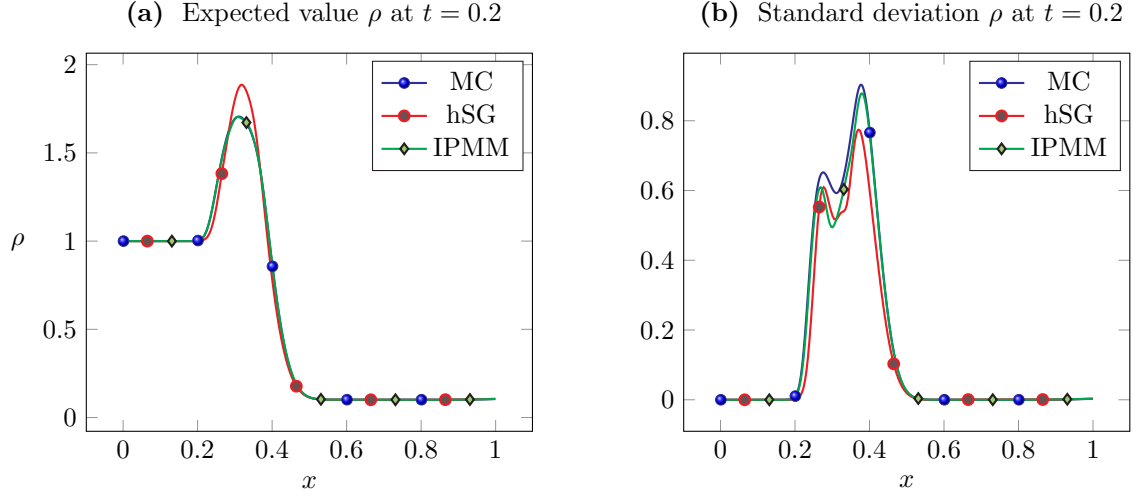 (a) Expected value ρ at t = 0.2
2
1.5
1
0.5
0
ρ
0
0.2
0.4
0.6
0.8
1
x
MC
hSG
IPMM
(b) Standard deviation ρ at t = 0.2
0.8
0.6
0.4
0.2
0
0
0.2
0.4
0.6
0.8
1
x
MC
hSG
IPMM